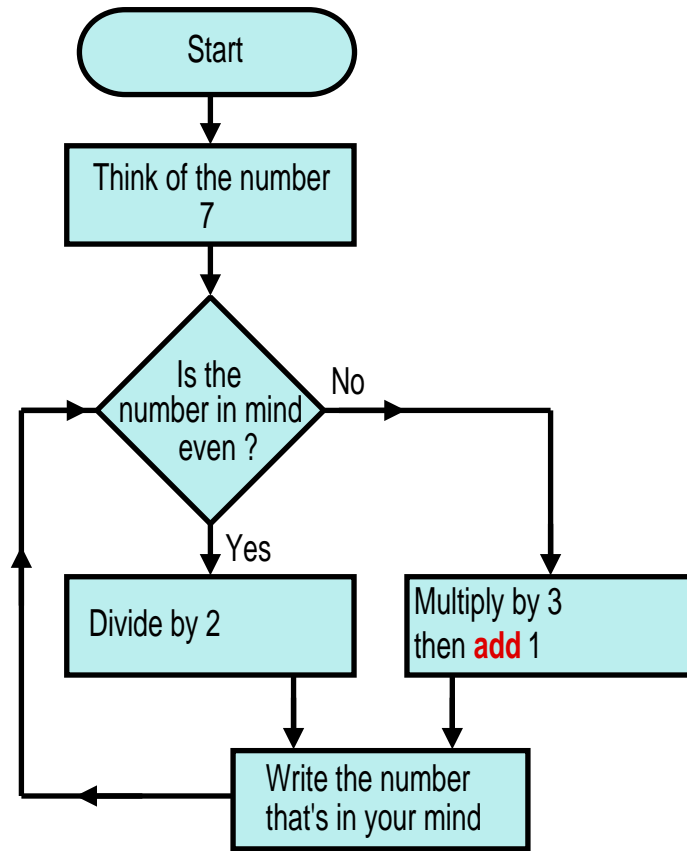 Start
Think of the number
7
Is the
number in mind
even ?
No
Yes
Divide by 2
Multiply by 3
then add 1
Write the number
that's in your mind